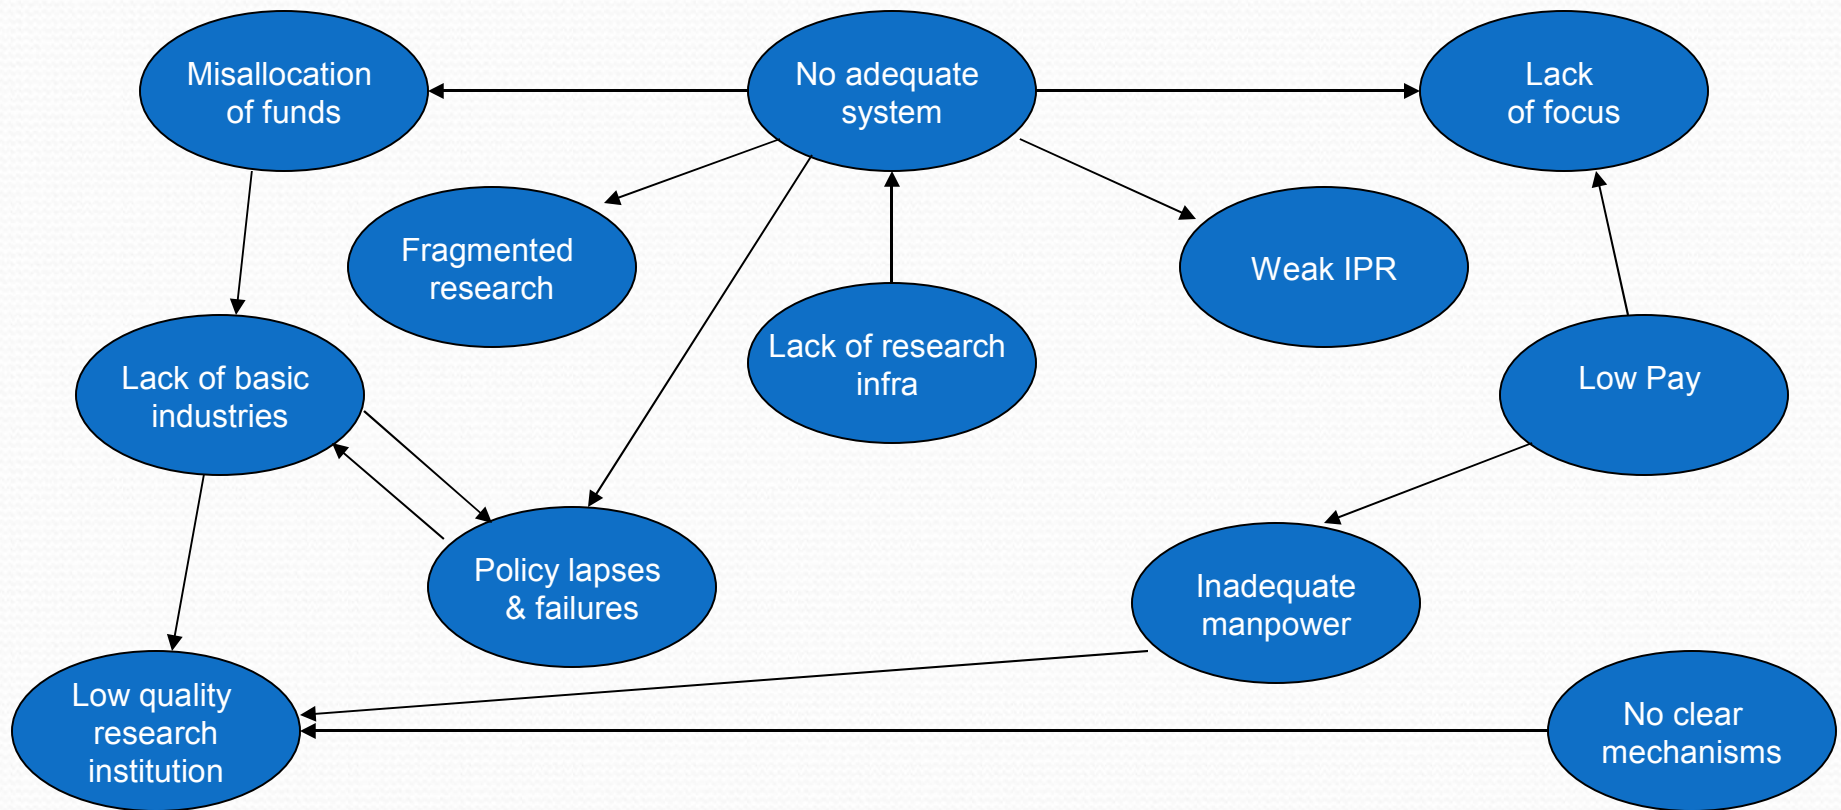 Misallocation
of funds
No adequate
system
Lack
of focus
Fragmented
research
Weak IPR
Lack of research
infra
Lack of basic
industries
Low Pay
Policy lapses
& failures
Inadequate
manpower
Low quality
research
institution
No clear
mechanisms